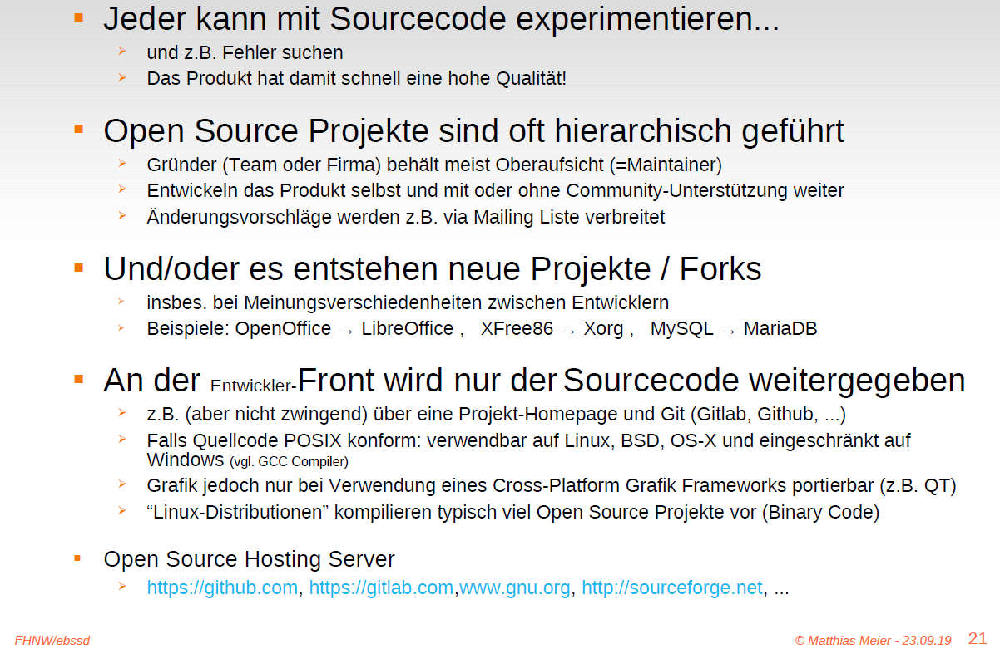 Jeder kann mit Sourcecode experimentieren...
und z.B. Fehler suchen
Das Produkt hat damit schnell eine hohe Qualität!
Open Source Projekte sind oft hierarchisch geführt
Gründer (Team oder Firma) behält meist Oberaufsicht (=Maintainer)
Entwickeln das Produkt selbst und mit oder ohne Community-Unterstützung weiter
Änderungsvorschläge werden z.B. via Mailing Liste verbreitet
Und/oder es entstehen neue Projekte / Forks
insbes. bei Meinungsverschiedenheiten zwischen Entwicklern
Beispiele: OpenOffice → LibreOffice , XFree86 → Xorg , MySQL → MariaDB
An der Entwickler-Front wird nur der Sourcecode weitergegeben
z.B. (aber nicht zwingend) über eine Projekt-Homepage und Git (Gitlab, Github, ...)
Falls Quellcode POSIX konform: verwendbar auf Linux, BSD, OS-X und eingeschränkt auf
Windows (vgl. GCC Compiler)
Grafik jedoch nur bei Verwendung eines Cross-Platform Grafik Frameworks portierbar (z.B. QT)
“Linux-Distributionen” kompilieren typisch viel Open Source Projekte vor (Binary Code)
Open Source Hosting Server
https://github.com, https://gitlab.com,www.gnu.org, http://sourceforge.net, ...
FHNW/ebssd © Matthias Meier - 23.09.19 21